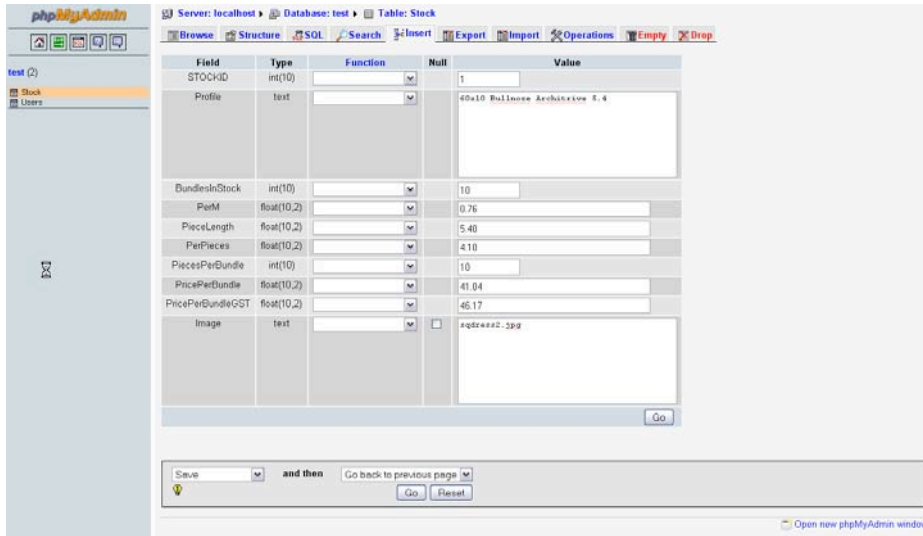 phpMyAdmin
Server: localhost Database: test Table: Stock
Browse Structure SQL Search Insert Export Import Operations Empty Drop
test (2)
Stock
Users
Field Type Function Null Value
STOCKID int(10) 1
Profile text 60x10 Bullnose Architrive 5.4
BundlesInStock int(10) 10
PerM float(10,2) 0.76
PieceLength float(10,2) 5.40
PerPieces float(10,2) 4.10
PiecesPerBundle int(10) 10
PricePerBundle float(10,2) 41.04
PricePerBundleGST float(10,2) 46.17
Image text sqdress2.jpg
Go
Save and then Go back to previous page
Go Reset
Open new phpMyAdmin window